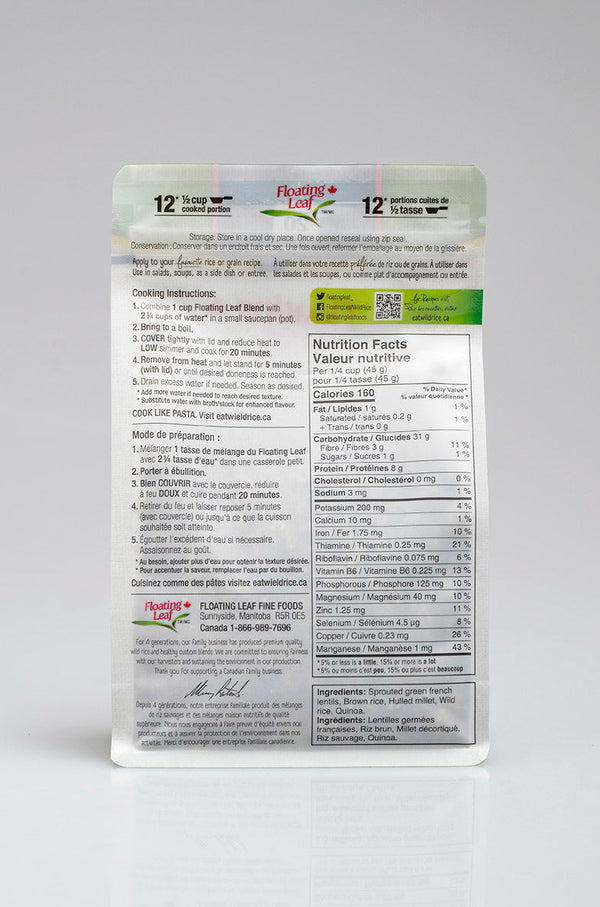 12* ½ cup
cooked portion
Floating
Leaf
TM/MC
12* portions cuites de
½ tasse
Storage: Store in a cool dry place. Once opened reseal using zip seal.
Conservation: Conserver dans un endroit frais et sec. Une fois ouvert, refermer l'emballage au moyen de la glissière.
Apply to your favourite rice or grain recipe.
Use in salads, soups, as a side dish or entree.
À utiliser dans votre recette préférée de riz ou de grains. À utiliser dans
les salades et les soupes, ou comme plat d'accompagnement ou entrée.
Cooking Instructions:
1. Combine 1 cup Floating Leaf Blend with
2 ¼ cups of water* in a small saucepan (pot).
2. Bring to a boil.
3. COVER tightly with lid and reduce heat to
LOW simmer and cook for 20 minutes.
4. Remove from heat and let stand for 5 minutes
(with lid) or until desired doneness is reached.
5. Drain excess water if needed. Season as desired.
* Add more water if needed to reach desired texture.
* Substitute water with broth/stock for enhanced flavour.
COOK LIKE PASTA. Visit eatwieldrice.ca
Mode de préparation :
1. Mélanger 1 tasse de mélange du Floating Leaf
avec 2 ¼ tasse d'eau* dans une casserole petit.
2. Porter à ébullition.
3. Bien COUVRIR avec le couvercle, réduire
à feu DOUX et cuire pendant 20 minutes.
4. Retirer du feu et laisser reposer 5 minutes
(avec couvercle) ou jusqu'à ce que la cuisson
souhaitée soit atteinte.
5. Égoutter l'excédent d'eau si nécessaire.
Assaisonnez au goût.
* Au besoin, ajouter plus d'eau pour obtenir la texture désirée.
* Pour accentuer la saveur, remplacer l'eau par du bouillon.
Cuisinez comme des pâtes visitez eatwildrice.ca
Floating
Leaf
TM/MC
FLOATING LEAF FINE FOODS
Sunnyside, Manitoba R5R 0E5
Canada 1-866-989-7696
For 4 generations, our family business has produced premium quality
wild rice and healthy custom blends. We are committed to ensuring fairness
with our harvesters and sustaining the environment in our production.
Thank you for supporting a Canadian family business.
Depuis 4 générations, notre entreprise familiale produit des mélanges
de riz sauvages et des mélanges maison nutritifs de qualité
supérieure. Nous nous engageons à faire preuve d'équité envers nos
producteurs et à assurer la protection de l'environnement dans nos
activités. Merci d'encourager une entreprise familiale canadienne.
floatingleaf_
FloatingLeafWildRice
@floatingleaffoods
for Recipes visit,
Pour les recettes, visitez
eatwildrice.ca
Nutrition Facts
Valeur nutritive
Per 1/4 cup (45 g)
pour 1/4 tasse (45 g)
Calories 160
% Daily Value*
% valeur quotidienne*
Fat / Lipides 1 g 1 %
Saturated / saturés 0.2 g
+ Trans / trans 0 g 1 %
Carbohydrate / Glucides 31 g
Fibre / Fibres 3 g 11 %
Sugars / Sucres 1 g 1 %
Protein / Protéines 8 g
Cholesterol / Cholestérol 0 mg 0 %
Sodium 3 mg 1 %
Potassium 200 mg 4 %
Calcium 10 mg 1 %
Iron / Fer 1.75 mg 10 %
Thiamine / Thiamine 0.25 mg 21 %
Riboflavin / Riboflavine 0.075 mg 6 %
Vitamin B6 / Vitamine B6 0.225 mg 13 %
Phosphorous / Phosphore 125 mg 10 %
Magnesium / Magnésium 40 mg 10 %
Zinc 1.25 mg 11 %
Selenium / Sélénium 4.5 µg 8 %
Copper / Cuivre 0.23 mg 26 %
Manganese / Manganèse 1 mg 43 %
*5% or less is a little, 15% or more is a lot
*5% ou moins c'est peu, 15% ou plus c'est beaucoup
Ingredients: Sprouted green french
lentils, Brown rice, Hulled millet, Wild
rice, Quinoa.
Ingrédients: Lentilles germées
françaises, Riz brun, Millet décortiqué,
Riz sauvage, Quinoa.